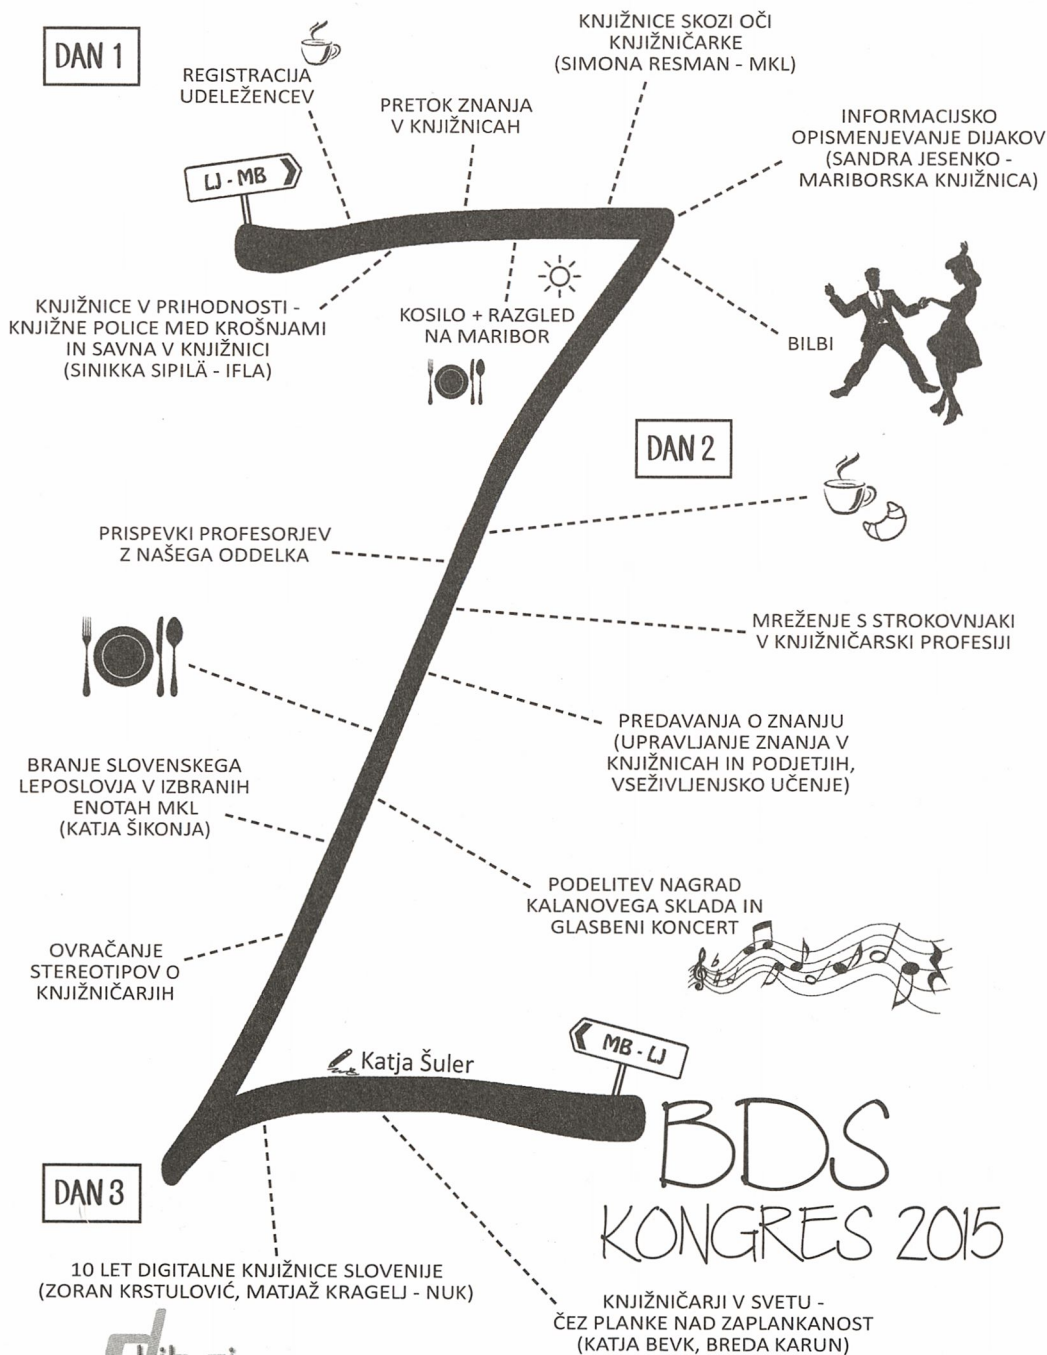 DAN 1
REGISTRACIJA
UDELEŽENCEV
PRETOK ZNANJA
V KNJIŽNICAH
KNJIŽNICE SKOZI OČI
KNJIŽNIČARKE
(SIMONA RESMAN - MKL)
INFORMACIJSKO
OPISMENJEVANJE DIJAKOV
(SANDRA JESENKO -
MARIBORSKA KNJIŽNICA)
LJ - MB
KNJIŽNICE V PRIHODNOSTI -
KNJIŽNE POLICE MED KROŠNJAMI
IN SAVNA V KNJIŽNICI
(SINIKKA SIPILÄ - IFLA)
KOSILO + RAZGLED
NA MARIBOR
BILBI
DAN 2
PRISPEVKI PROFESORJEV
Z NAŠEGA ODDELKA
MREŽENJE S STROKOVNJAKI
V KNJIŽNIČARSKI PROFESIJI
PREDAVANJA O ZNANJU
(UPRAVLJANJE ZNANJA V
KNJIŽNICAH IN PODJETJIH,
VSEŽIVLJENJSKO UČENJE)
BRANJE SLOVENSKEGA
LEPOSLOVJA V IZBRANIH
ENOTAH MKL
(KATJA ŠIKONJA)
PODELITEV NAGRAD
KALANOVEGA SKLADA IN
GLASBENI KONCERT
OVRAČANJE
STEREOTIPOV O
KNJIŽNIČARJIH
Katja Šuler
MB - LJ
BDS
KONGRES 2015
DAN 3
10 LET DIGITALNE KNJIŽNICE SLOVENIJE
(ZORAN KRSTULOVIĆ, MATJAŽ KRAGELJ - NUK)
KNJIŽNIČARJI V SVETU -
ČEZ PLANKE NAD ZAPLANKANOST
(KATJA BEVK, BREDA KARUN)